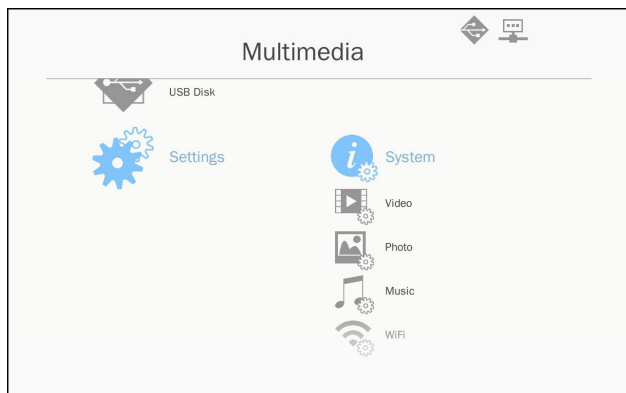 Multimedia
USB Disk
Settings
System
Video
Photo
Music
WiFi